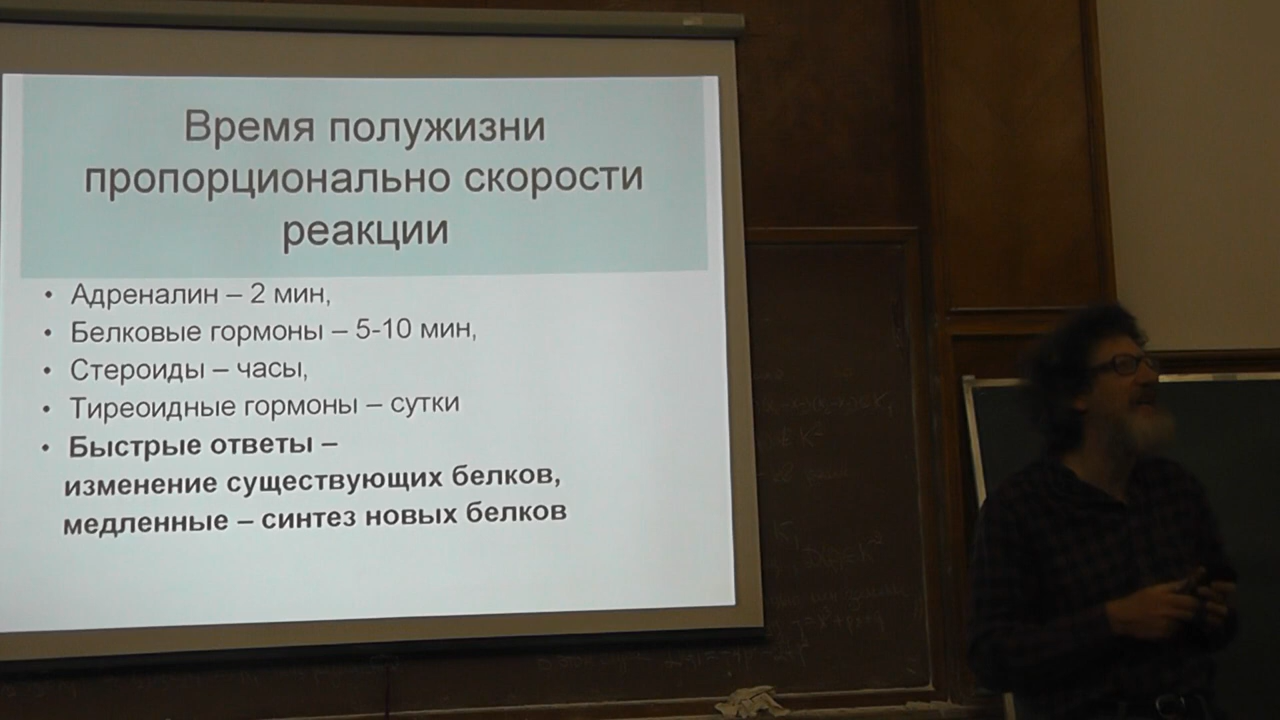 Время полужизни
пропорционально скорости
реакции
• Адреналин – 2 мин,
• Белковые гормоны – 5-10 мин,
• Стероиды – часы,
• Тиреоидные гормоны – сутки
• Быстрые ответы –
изменение существующих белков,
медленные – синтез новых белков